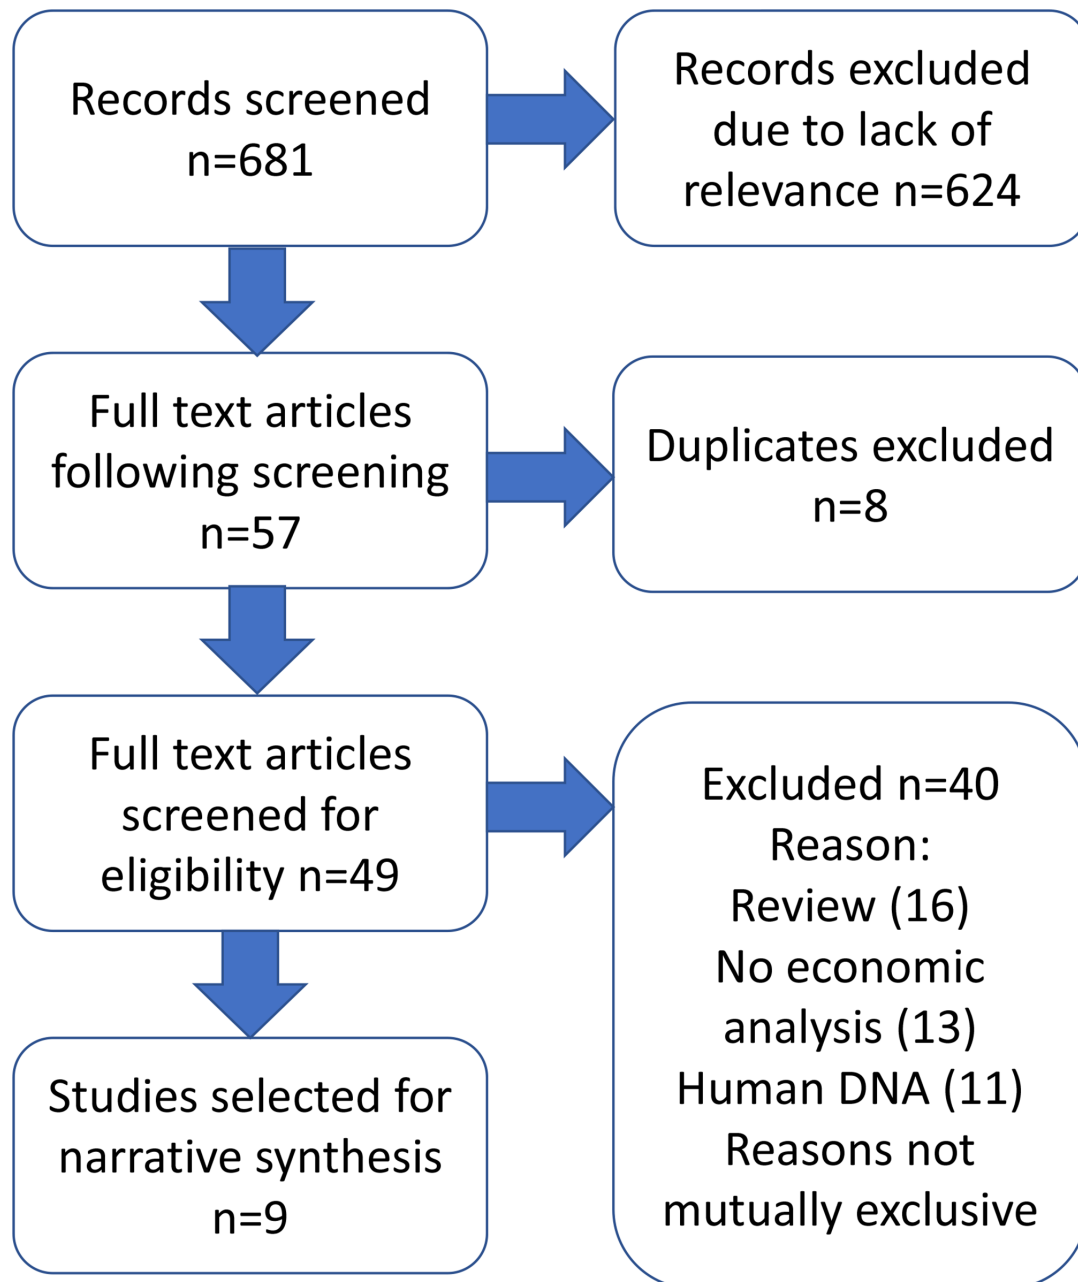 Records screened
n=681
Records excluded
due to lack of
relevance n=624
Full text articles
following screening
n=57
Duplicates excluded
n=8
Full text articles
screened for
eligibility n=49
Excluded n=40
Reason:
Review (16)
No economic
analysis (13)
Human DNA (11)
Reasons not
mutually exclusive
Studies selected for
narrative synthesis
n=9